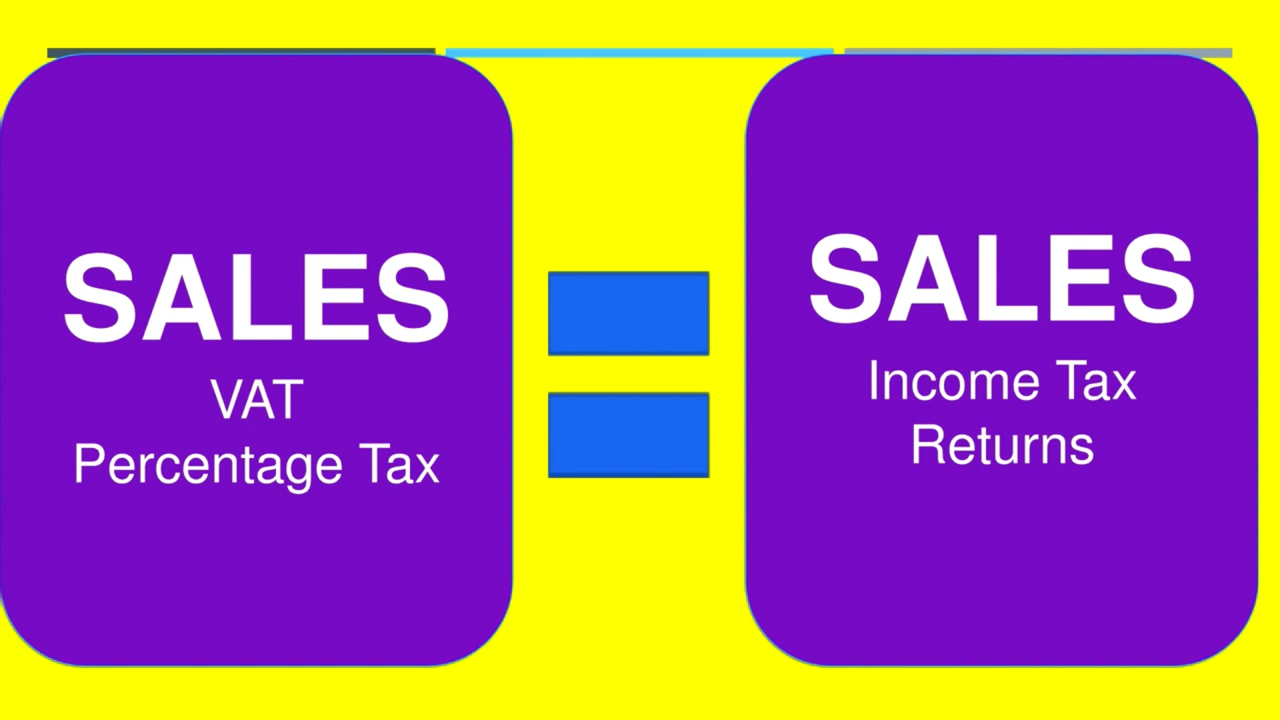 SALES
VAT
Percentage Tax
SALES
Income Tax
Returns